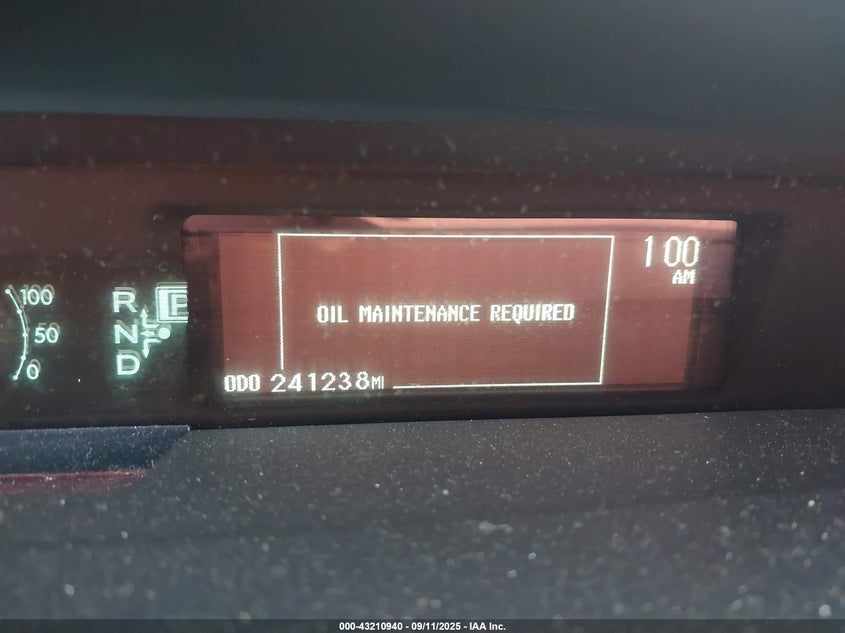 100
50
0
R
N
D
P
1:00
AM
OIL MAINTENANCE REQUIRED
ODO 241238MI
000-43210940 - 09/11/2025 - IAA Inc.